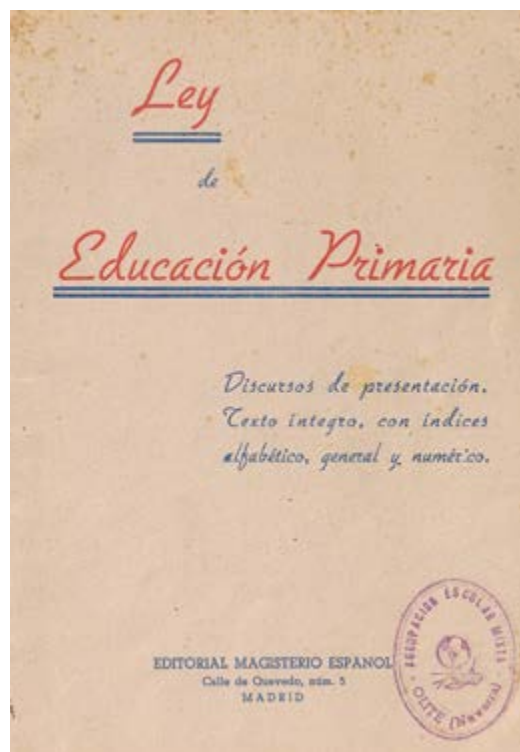 Ley
de
Educación Primaria
Discursos de presentación.
Texto íntegro, con índices
alfabético, general y numérico.
EDITORIAL MAGISTERIO ESPAÑOL
Calle de Quevedo, núm. 5
MADRID
AGRUPACION ESCOLAR MIXTA
OLITE (Navarra)